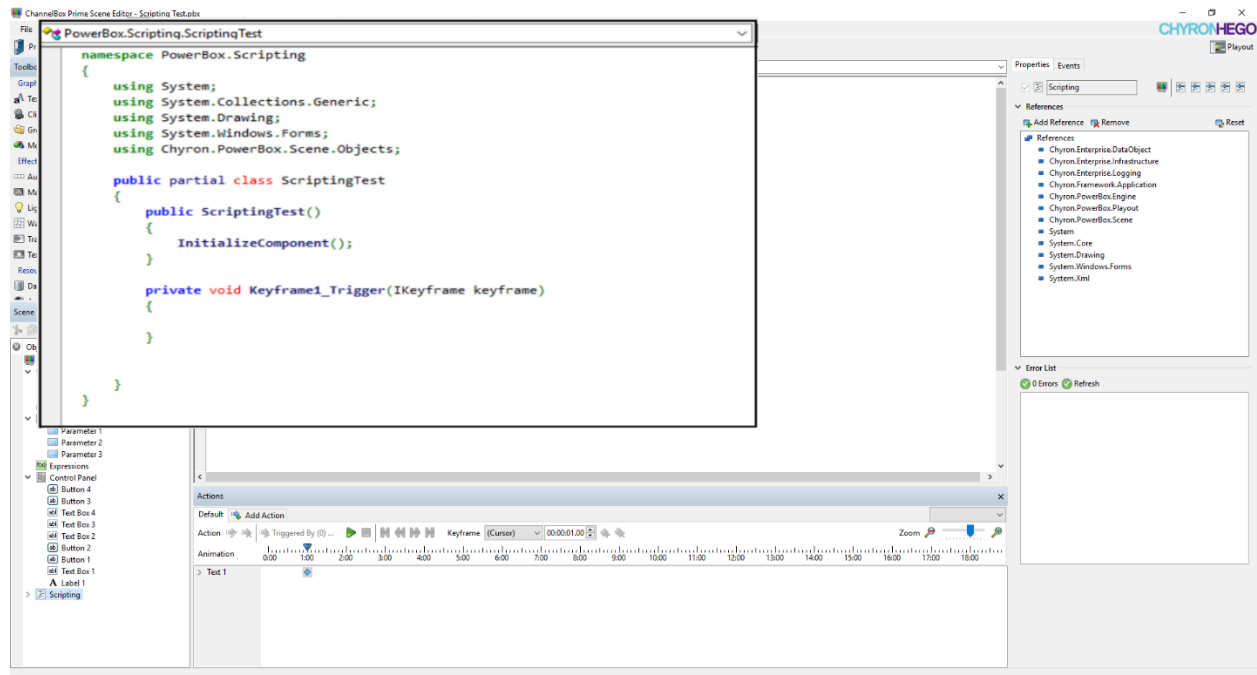 ChannelBox Prime Scene Editor - Scripting Test.pbx
File
CHYRONHEGO
Playout
PowerBox.Scripting.ScriptingTest
namespace PowerBox.Scripting
{
using System;
using System.Collections.Generic;
using System.Drawing;
using System.Windows.Forms;
using Chyron.PowerBox.Scene.Objects;
public partial class ScriptingTest
{
public ScriptingTest()
{
InitializeComponent();
}
private void Keyframe1_Trigger(IKeyframe keyframe)
{
}
}
}
Properties Events
Scripting
References
Add Reference Remove Reset
References
Chyron.Enterprise.DataObject
Chyron.Enterprise.Infrastructure
Chyron.Enterprise.Logging
Chyron.Framework.Application
Chyron.PowerBox.Engine
Chyron.PowerBox.Playout
Chyron.PowerBox.Scene
System
System.Core
System.Drawing
System.Windows.Forms
System.Xml
Error List
0 Errors Refresh
Scene
Parameter 1
Parameter 2
Parameter 3
Expressions
Control Panel
Button 4
Button 3
Text Box 4
Text Box 3
Text Box 2
Button 2
Button 1
Text Box 1
Label 1
Scripting
Actions
Default Add Action
Action Triggered By (0) ... Keyframe (Cursor) 00:00:01.00 Zoom
Animation 0:00 1:00 2:00 3:00 4:00 5:00 6:00 7:00 8:00 9:00 10:00 11:00 12:00 13:00 14:00 15:00 16:00 17:00 18:00
Text 1